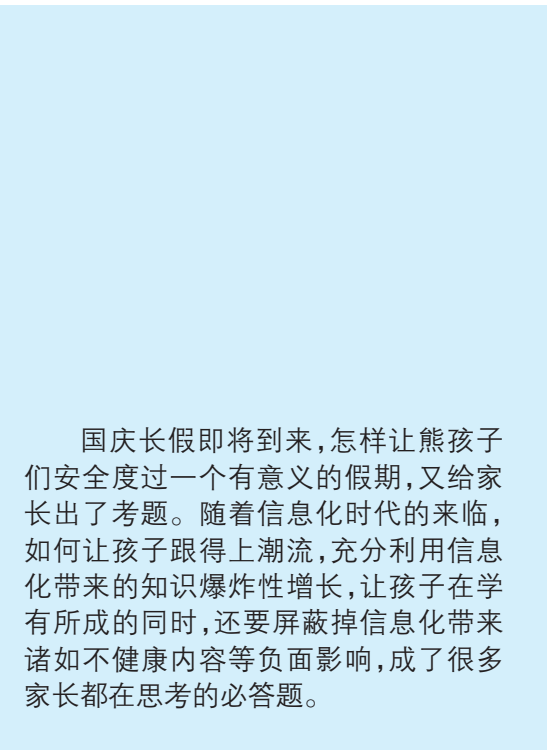 国庆长假即将到来,怎样让熊孩子
们安全度过一个有意义的假期,又给家
长出了考题。随着信息化时代的来临,
如何让孩子跟得上潮流,充分利用信息
化带来的知识爆炸性增长,让孩子在学
有所成的同时,还要屏蔽掉信息化带来
诸如不健康内容等负面影响,成了很多
家长都在思考的必答题。